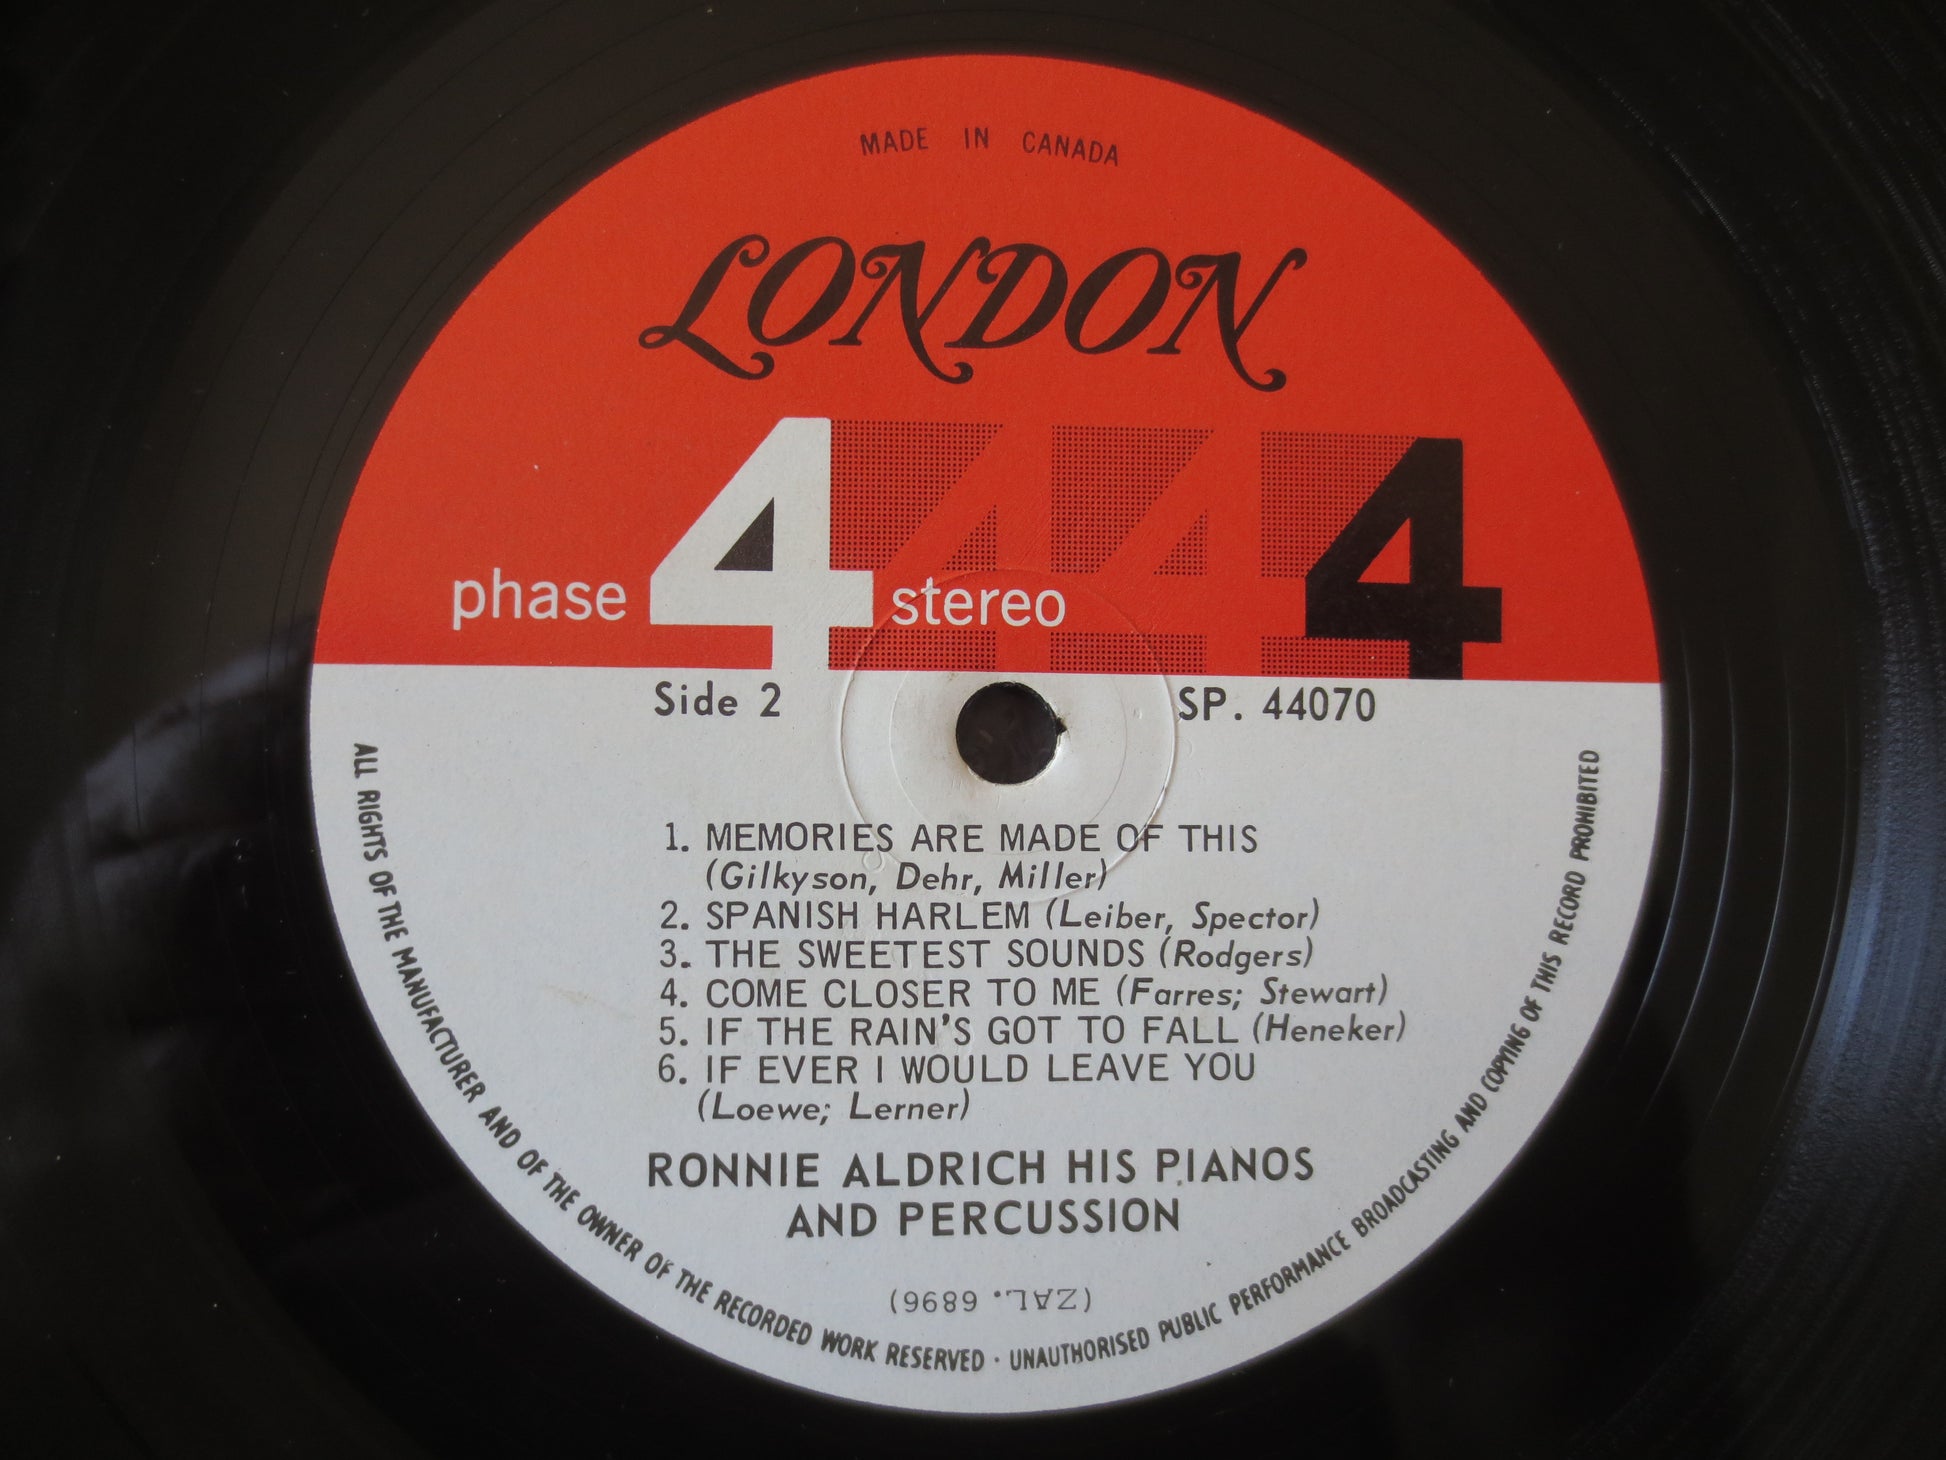 MADE IN CANADA
LONDON
phase 4 stereo 4
Side 2
SP. 44070
1. MEMORIES ARE MADE OF THIS
(Gilkyson, Dehr, Miller)
2. SPANISH HARLEM (Leiber, Spector)
3. THE SWEETEST SOUNDS (Rodgers)
4. COME CLOSER TO ME (Farres; Stewart)
5. IF THE RAIN'S GOT TO FALL (Heneker)
6. IF EVER I WOULD LEAVE YOU
(Loewe; Lerner)
RONNIE ALDRICH HIS PIANOS
AND PERCUSSION
(ZAL. 6896)
ALL RIGHTS OF THE MANUFACTURER AND OF THE OWNER OF THE RECORDED WORK RESERVED · UNAUTHORISED PUBLIC PERFORMANCE BROADCASTING AND COPYING OF THIS RECORD PROHIBITED